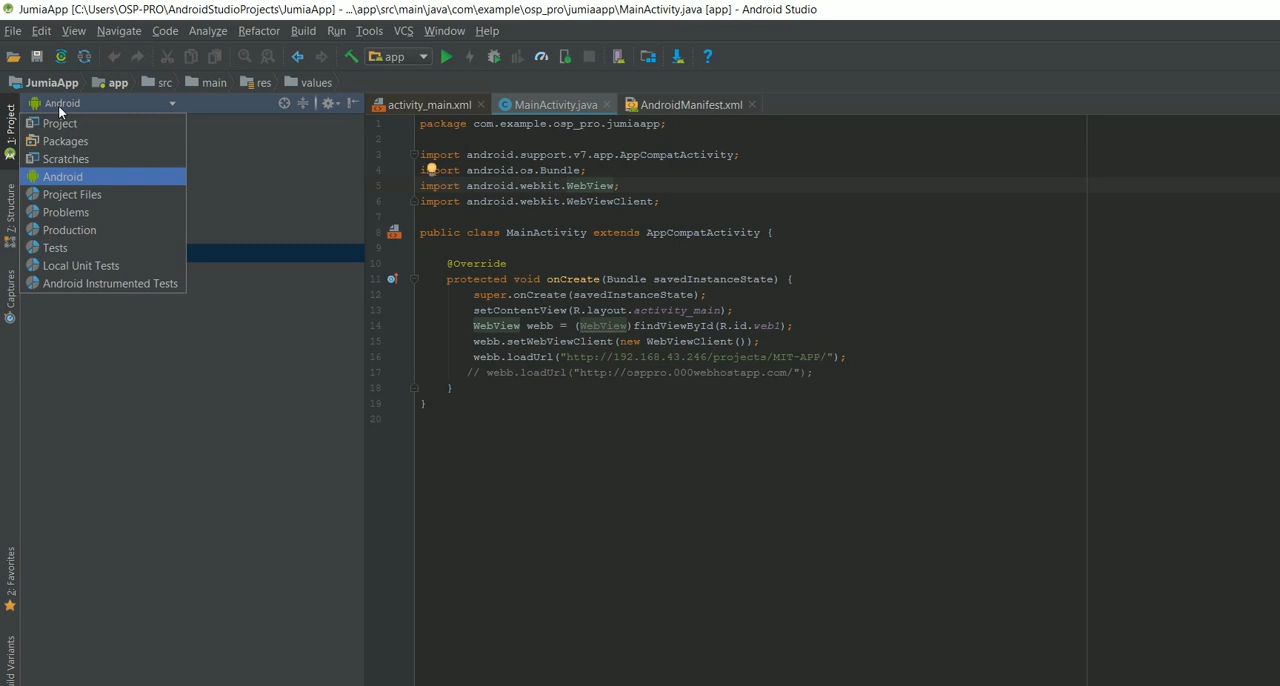 JumiaApp [C:\Users\OSP-PRO\AndroidStudioProjects\JumiaApp] - ...\app\src\main\java\com\example\osp_pro\jumiaapp\MainActivity.java [app] - Android Studio
File Edit View Navigate Code Analyze Refactor Build Run Tools VCS Window Help
app
JumiaApp app src main res values
Android
Project
Packages
Scratches
Android
Project Files
Problems
Production
Tests
Local Unit Tests
Android Instrumented Tests
1: Project
7: Structure
Captures
2: Favorites
ild Variants
activity_main.xml MainActivity.java AndroidManifest.xml
1 package com.example.osp_pro.jumiaapp;
2
3 import android.support.v7.app.AppCompatActivity;
4 import android.os.Bundle;
5 import android.webkit.WebView;
6 import android.webkit.WebViewClient;
7
8 public class MainActivity extends AppCompatActivity {
9
10 @Override
11 protected void onCreate(Bundle savedInstanceState) {
12 super.onCreate(savedInstanceState);
13 setContentView(R.layout.activity_main);
14 WebView webb = (WebView)findViewById(R.id.web1);
15 webb.setWebViewClient(new WebViewClient());
16 webb.loadUrl("http://192.168.43.246/projects/MIT-APP/");
17 // webb.loadUrl("http://osppro.000webhostapp.com/");
18 }
19 }
20